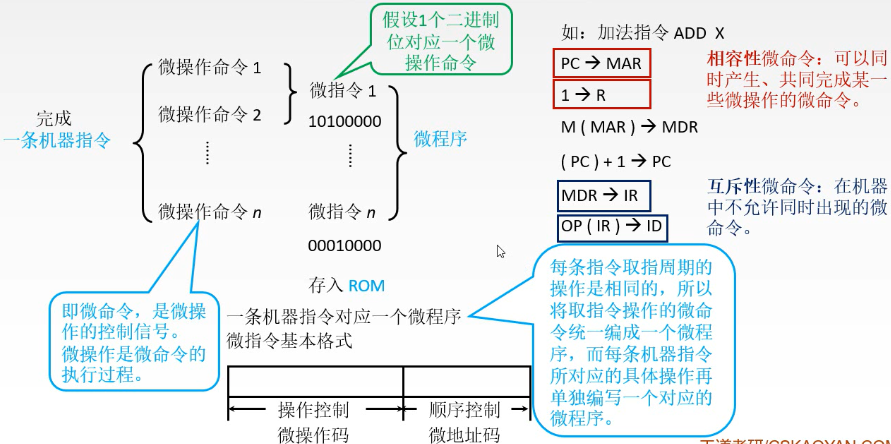 假设1个二进制
位对应一个微
操作命令
完成
一条机器指令
微操作命令 1
微操作命令 2
……
微操作命令 n
微指令 1
10100000
……
微指令 n
00010000
微程序
存入 ROM
一条机器指令对应一个微程序
微指令基本格式
操作控制
微操作码
顺序控制
微地址码
即微命令，是微操
作的控制信号。
微操作是微命令的
执行过程。
如：加法指令 ADD X
PC → MAR
1 → R
M ( MAR ) → MDR
( PC ) + 1 → PC
MDR → IR
OP ( IR ) → ID
相容性微命令：可以同
时产生、共同完成某一
些微操作的微命令。
互斥性微命令：在机器
中不允许同时出现的微
命令。
每条指令取指周期的
操作是相同的，所以
将取指令操作的微命
令统一编成一个微程
序，而每条机器指令
所对应的具体操作再
单独编写一个对应的
微程序。